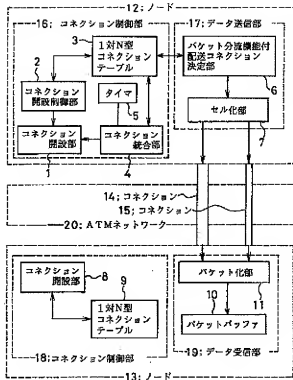 12:ノード
16:コネクション制御部
17:データ送信部
3
1対N型
コネクション
テーブル
パケット分流機能付
配送コネクション
決定部
2
タイマ
5
6
コネクション
開設制御部
セル化部
7
コネクション
開設部
コネクション
統合部
1
4
14:コネクション
15:コネクション
20:ATMネットワーク
コネクション
開設部
8
パケット化部
9
10
11
1対N型
コネクション
テーブル
パケットバッファ
18:コネクション制御部
19:データ受信部
13:ノード